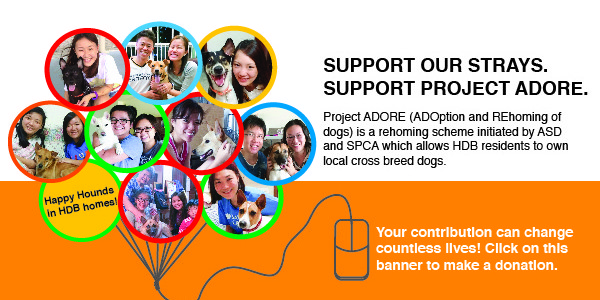 SUPPORT OUR STRAYS.
SUPPORT PROJECT ADORE.
Project ADORE (ADOption and REhoming of
dogs) is a rehoming scheme initiated by ASD
and SPCA which allows HDB residents to own
local cross breed dogs.
Happy Hounds
in HDB homes!
Your contribution can change
countless lives! Click on this
banner to make a donation.